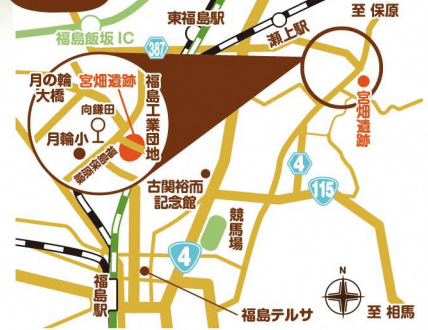 至 保原
東福島駅
瀬上駅
福島飯坂IC
387
月の輪
大橋
宮畑遺跡
福島工業団地
向鎌田
月輪小
宮畑遺跡
4
115
古関裕而
記念館
競馬場
4
福島駅
福島テルサ
N
至 相馬